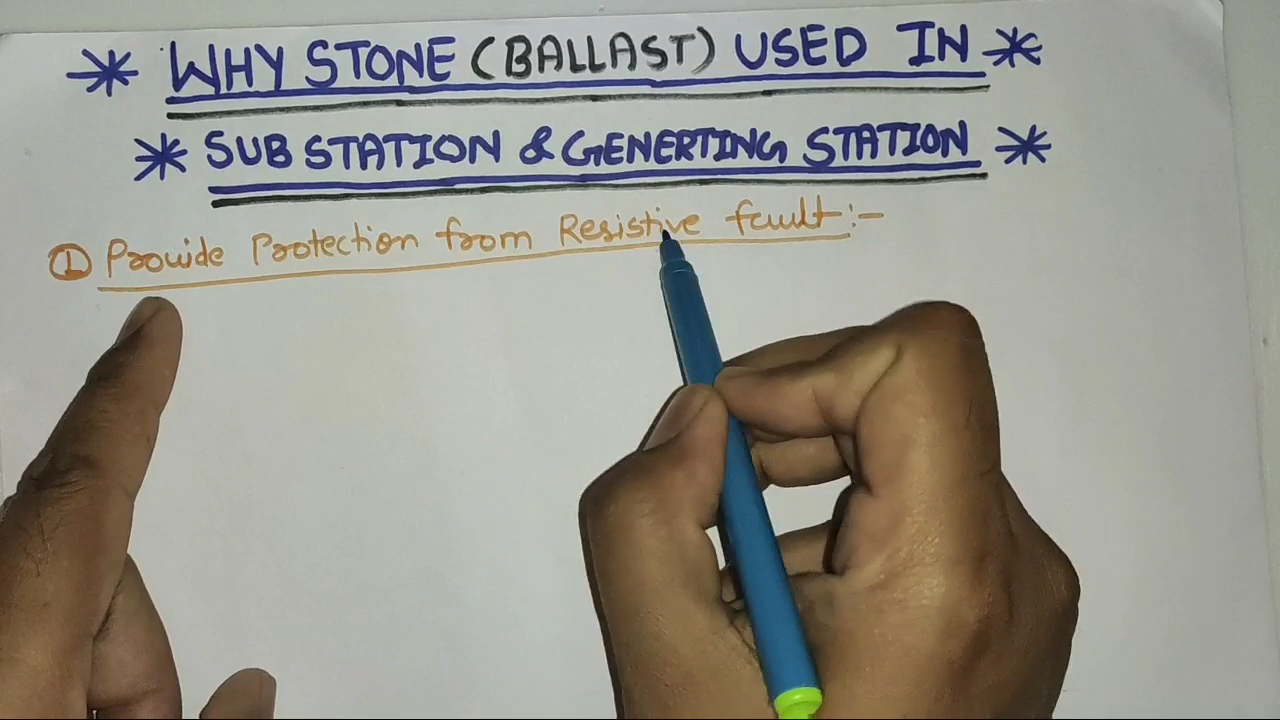 * WHY STONE (BALLAST) USED IN *
* SUB STATION & GENERTING STATION *
① Provide Protection from Resistive fault:-